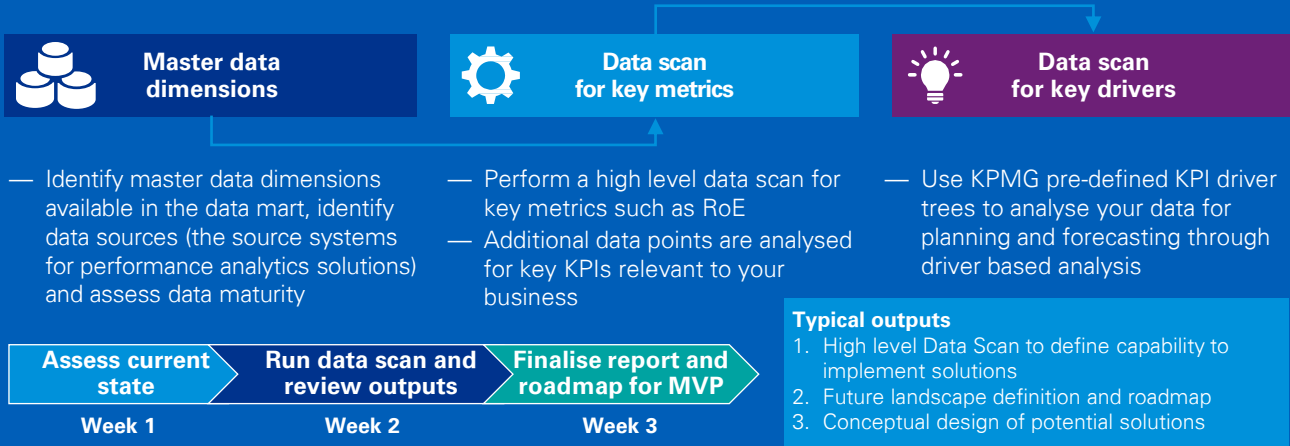 Master data
dimensions
Data scan
for key metrics
Data scan
for key drivers
— Identify master data dimensions
available in the data mart, identify
data sources (the source systems
for performance analytics solutions)
and assess data maturity
— Perform a high level data scan for
key metrics such as RoE
— Additional data points are analysed
for key KPIs relevant to your
business
— Use KPMG pre-defined KPI driver
trees to analyse your data for
planning and forecasting through
driver based analysis
Assess current
state
Run data scan and
review outputs
Finalise report and
roadmap for MVP
Week 1
Week 2
Week 3
Typical outputs
1. High level Data Scan to define capability to
implement solutions
2. Future landscape definition and roadmap
3. Conceptual design of potential solutions